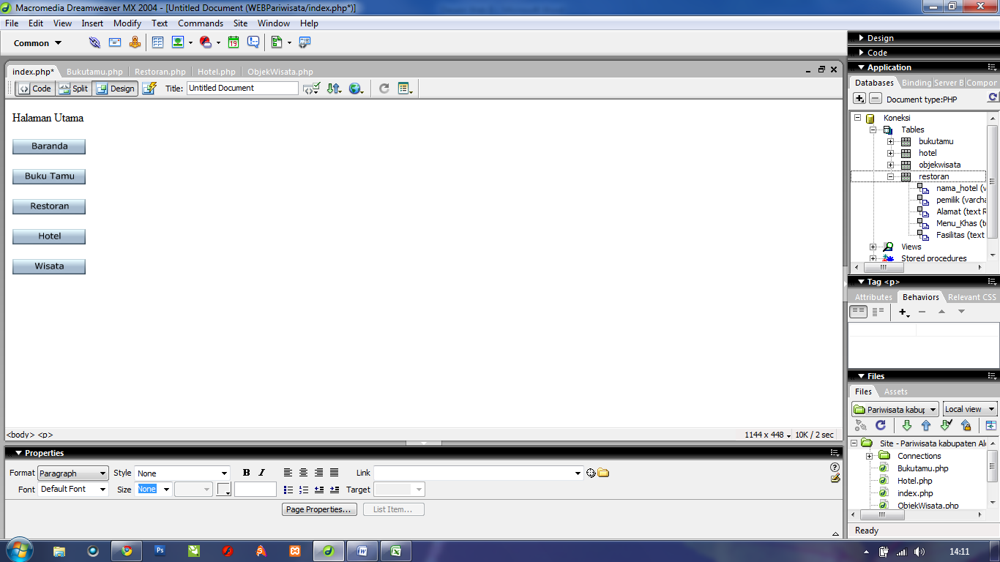 Macromedia Dreamweaver MX 2004 - [Untitled Document (WEBPariwisata/index.php*)]
File Edit View Insert Modify Text Commands Site Window Help
Common
19
index.php* Bukutamu.php Restoran.php Hotel.php ObjekWisata.php
Code Split Design Title: Untitled Document
Halaman Utama
Baranda
Buku Tamu
Restoran
Hotel
Wisata
<body> <p> 1144 x 448 10K / 2 sec
Properties
Format Paragraph Style None B I Link
Font Default Font Size None Target
Page Properties... List Item...
Design
Code
Application
Databases Binding Server B Compor
Document type:PHP
Koneksi
Tables
bukutamu
hotel
objekwisata
restoran
nama_hotel (v
pemilik (varcha
Alamat (text R
Menu_Khas (t
Fasilitas (text
Views
Stored procedures
Tag <p>
Attributes Behaviors Relevant CSS
Files
Files Assets
Pariwisata kabup Local view
Site - Pariwisata kabupaten Al
Connections
Bukutamu.php
Hotel.php
index.php
ObjekWisata.php
Ready
Ps W X
14:11